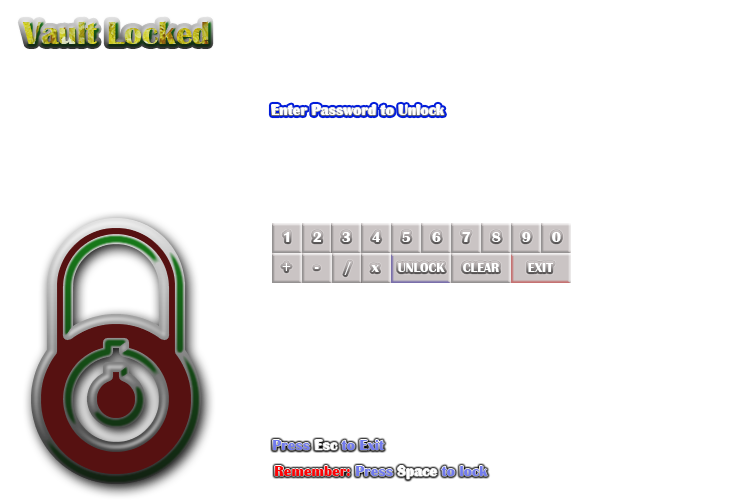 Vault Locked
Enter Password to Unlock
1 2 3 4 5 6 7 8 9 0
+ - / x UNLOCK CLEAR EXIT
Press Esc to Exit
Remember: Press Space to lock